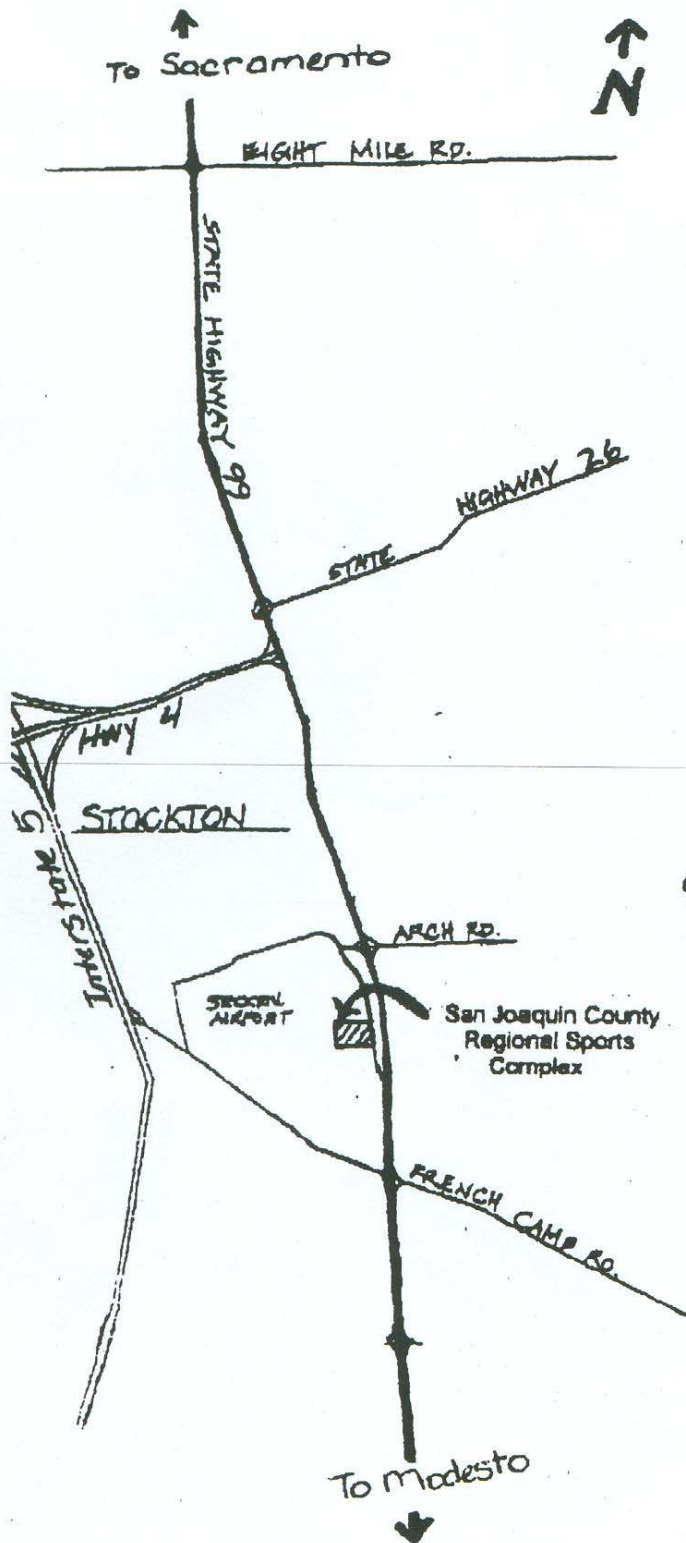 To Sacramento
N
EIGHT MILE RD.
STATE HIGHWAY 99
STATE HIGHWAY 26
HWY 4
STOCKTON
Interstate 5
ARCH RD.
AIRPORT
San Joaquin County
Regional Sports
Complex
FRENCH CAMP RD.
To Modesto